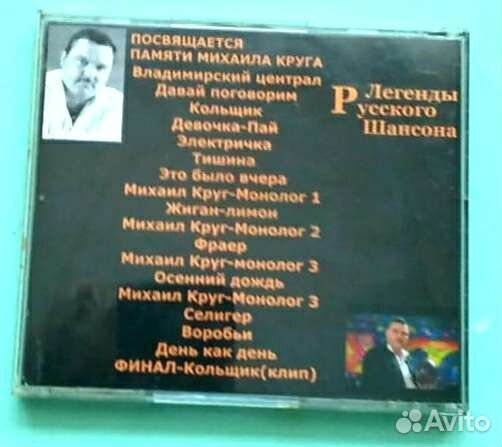 ПОСВЯЩАЕТСЯ
ПАМЯТИ МИХАИЛА КРУГА
Владимирский централ
Давай поговорим
Кольщик
Девочка-Пай
Электричка
Тишина
Это было вчера
Михаил Круг-Монолог 1
Жиган-лимон
Михаил Круг-Монолог 2
Фраер
Михаил Круг-монолог 3
Осенний дождь
Михаил Круг-Монолог 3
Селигер
Воробьи
День как день
ФИНАЛ-Кольщик(клип)
Легенды
Русского
Шансона
Avito